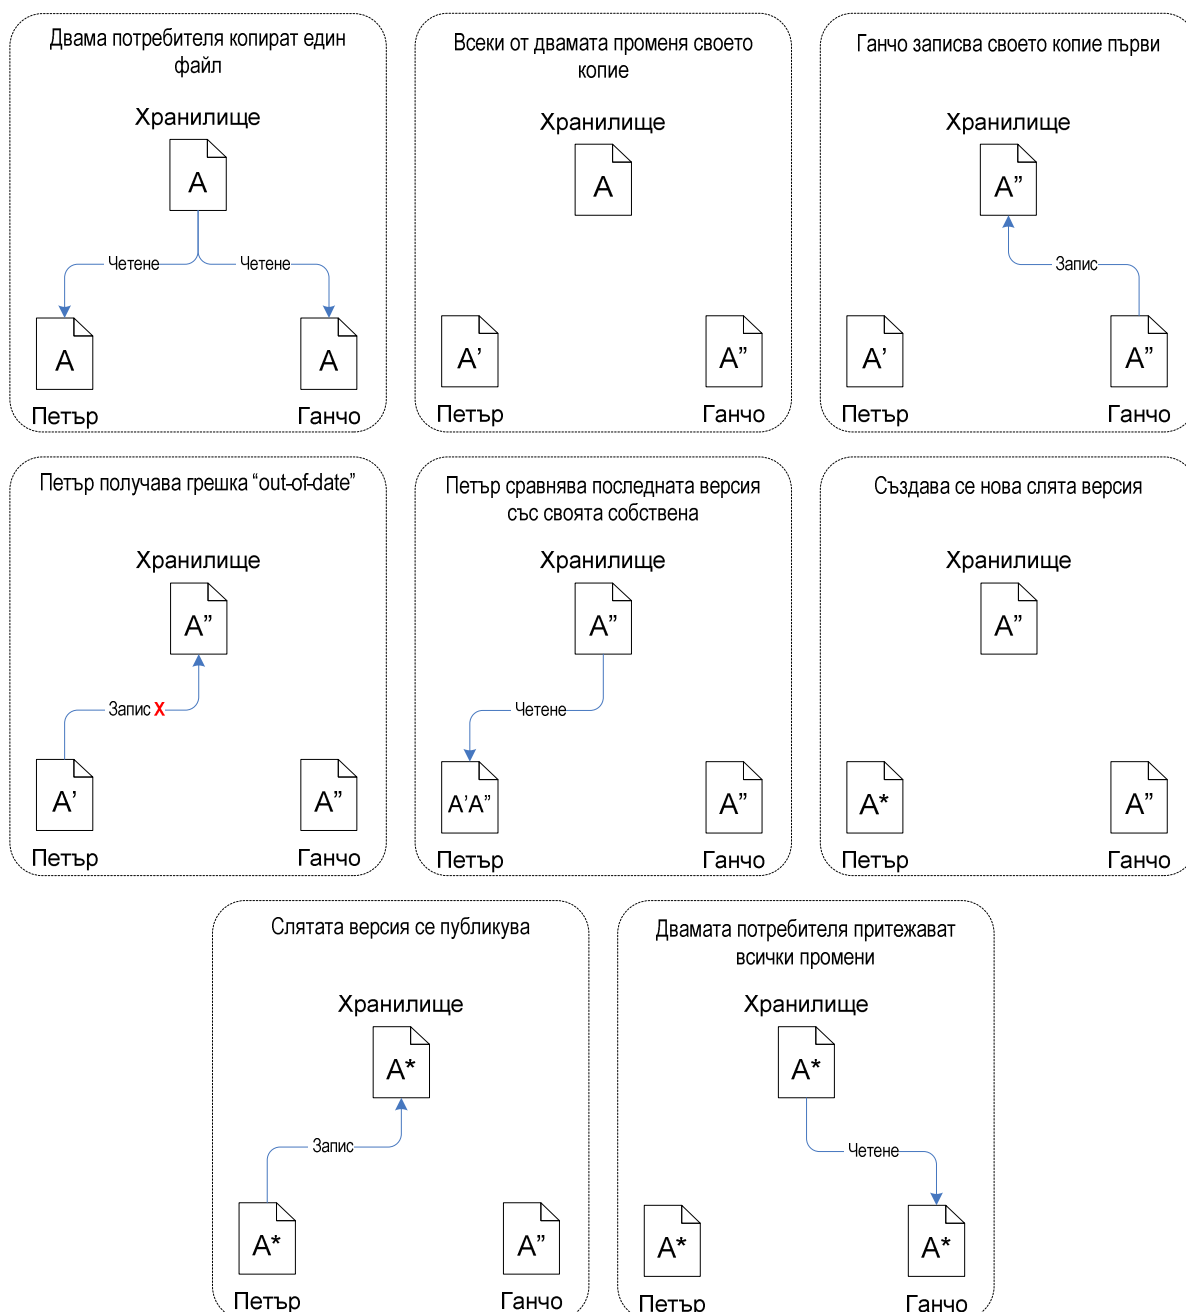 Двама потребителя копират един
файл
Хранилище
A
Четене
Четене
A
A
Петър
Ганчо
Всеки от двамата променя своето
копие
Хранилище
A
A’
A”
Петър
Ганчо
Ганчо записва своето копие първи
Хранилище
A”
Запис
A’
A”
Петър
Ганчо
Петър получава грешка “out-of-date”
Хранилище
A”
Запис X
A’
A”
Петър
Ганчо
Петър сравнява последната версия
със своята собствена
Хранилище
A”
Четене
A’A”
A”
Петър
Ганчо
Създава се нова слята версия
Хранилище
A”
A*
A”
Петър
Ганчо
Слятата версия се публикува
Хранилище
A*
Запис
A*
A”
Петър
Ганчо
Двамата потребителя притежават
всички промени
Хранилище
A*
Четене
A*
A*
Петър
Ганчо